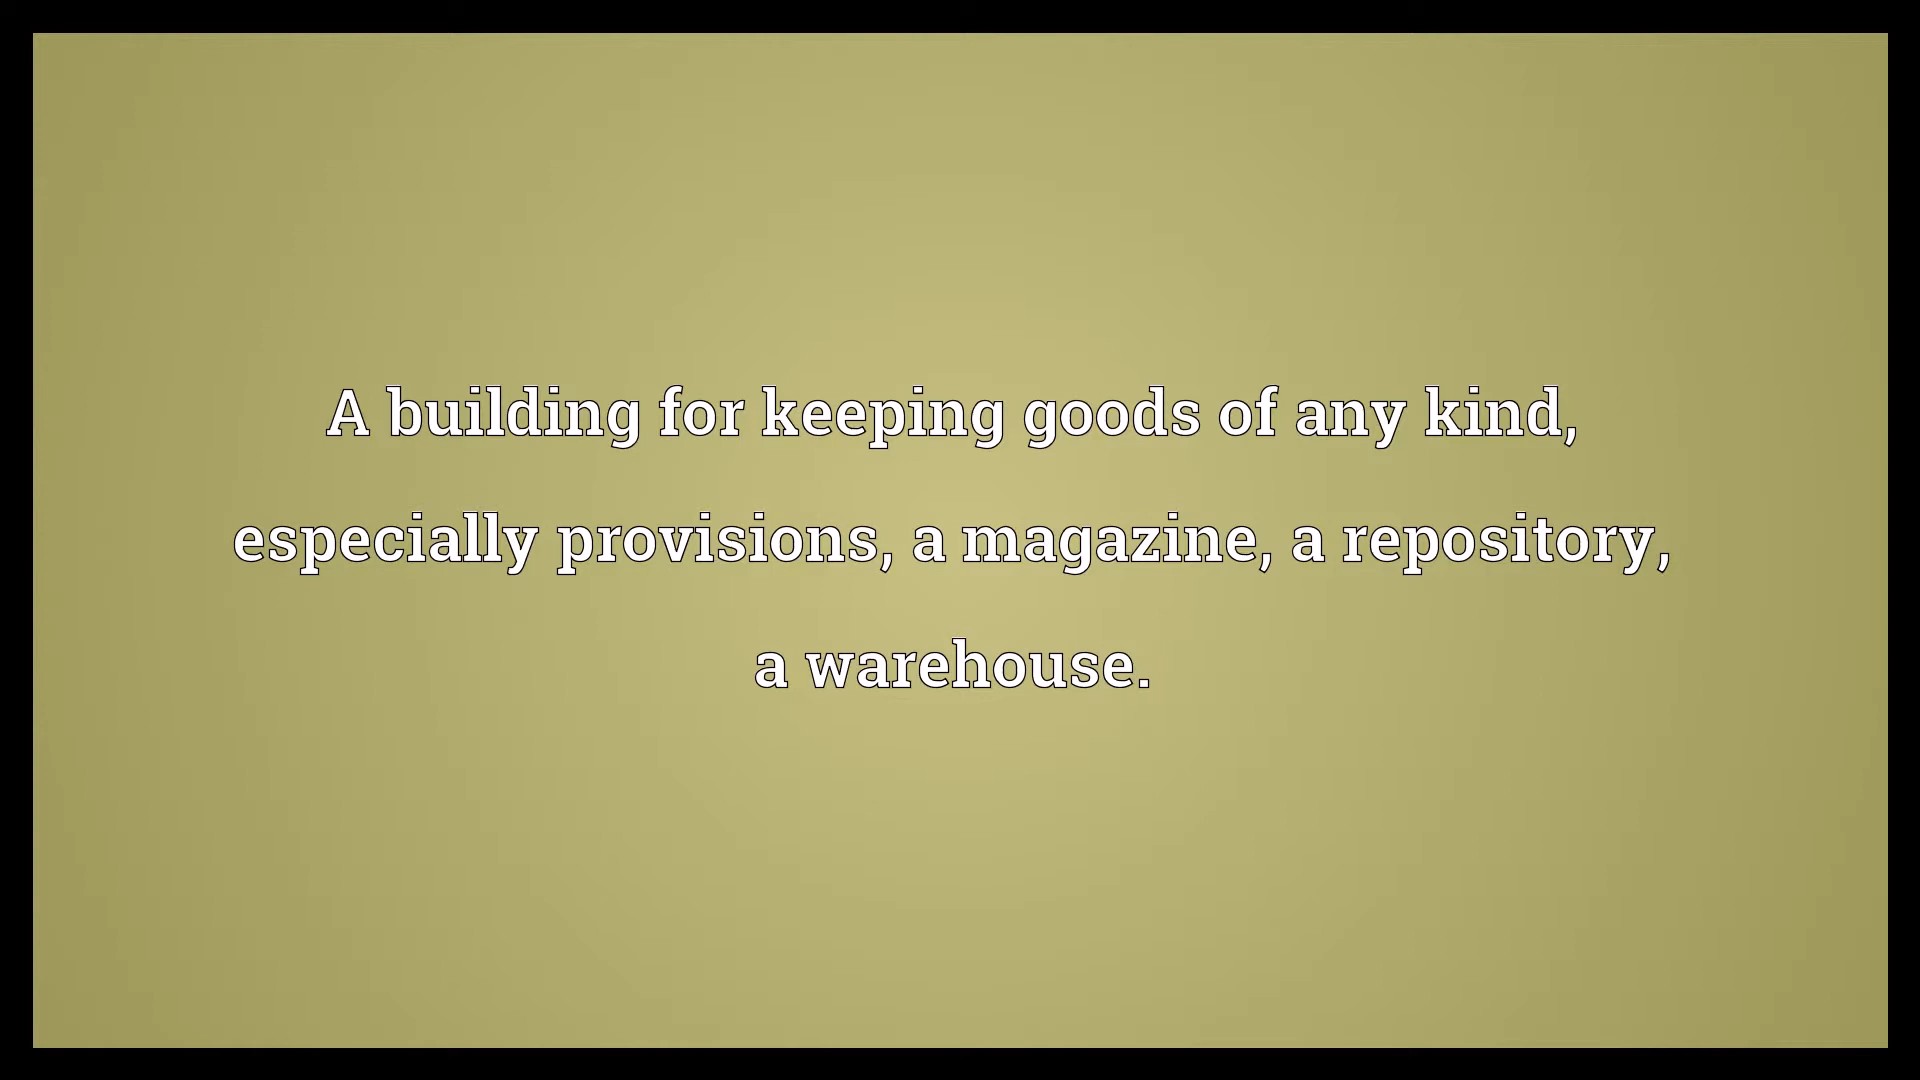 A building for keeping goods of any kind,
especially provisions, a magazine, a repository,
a warehouse.